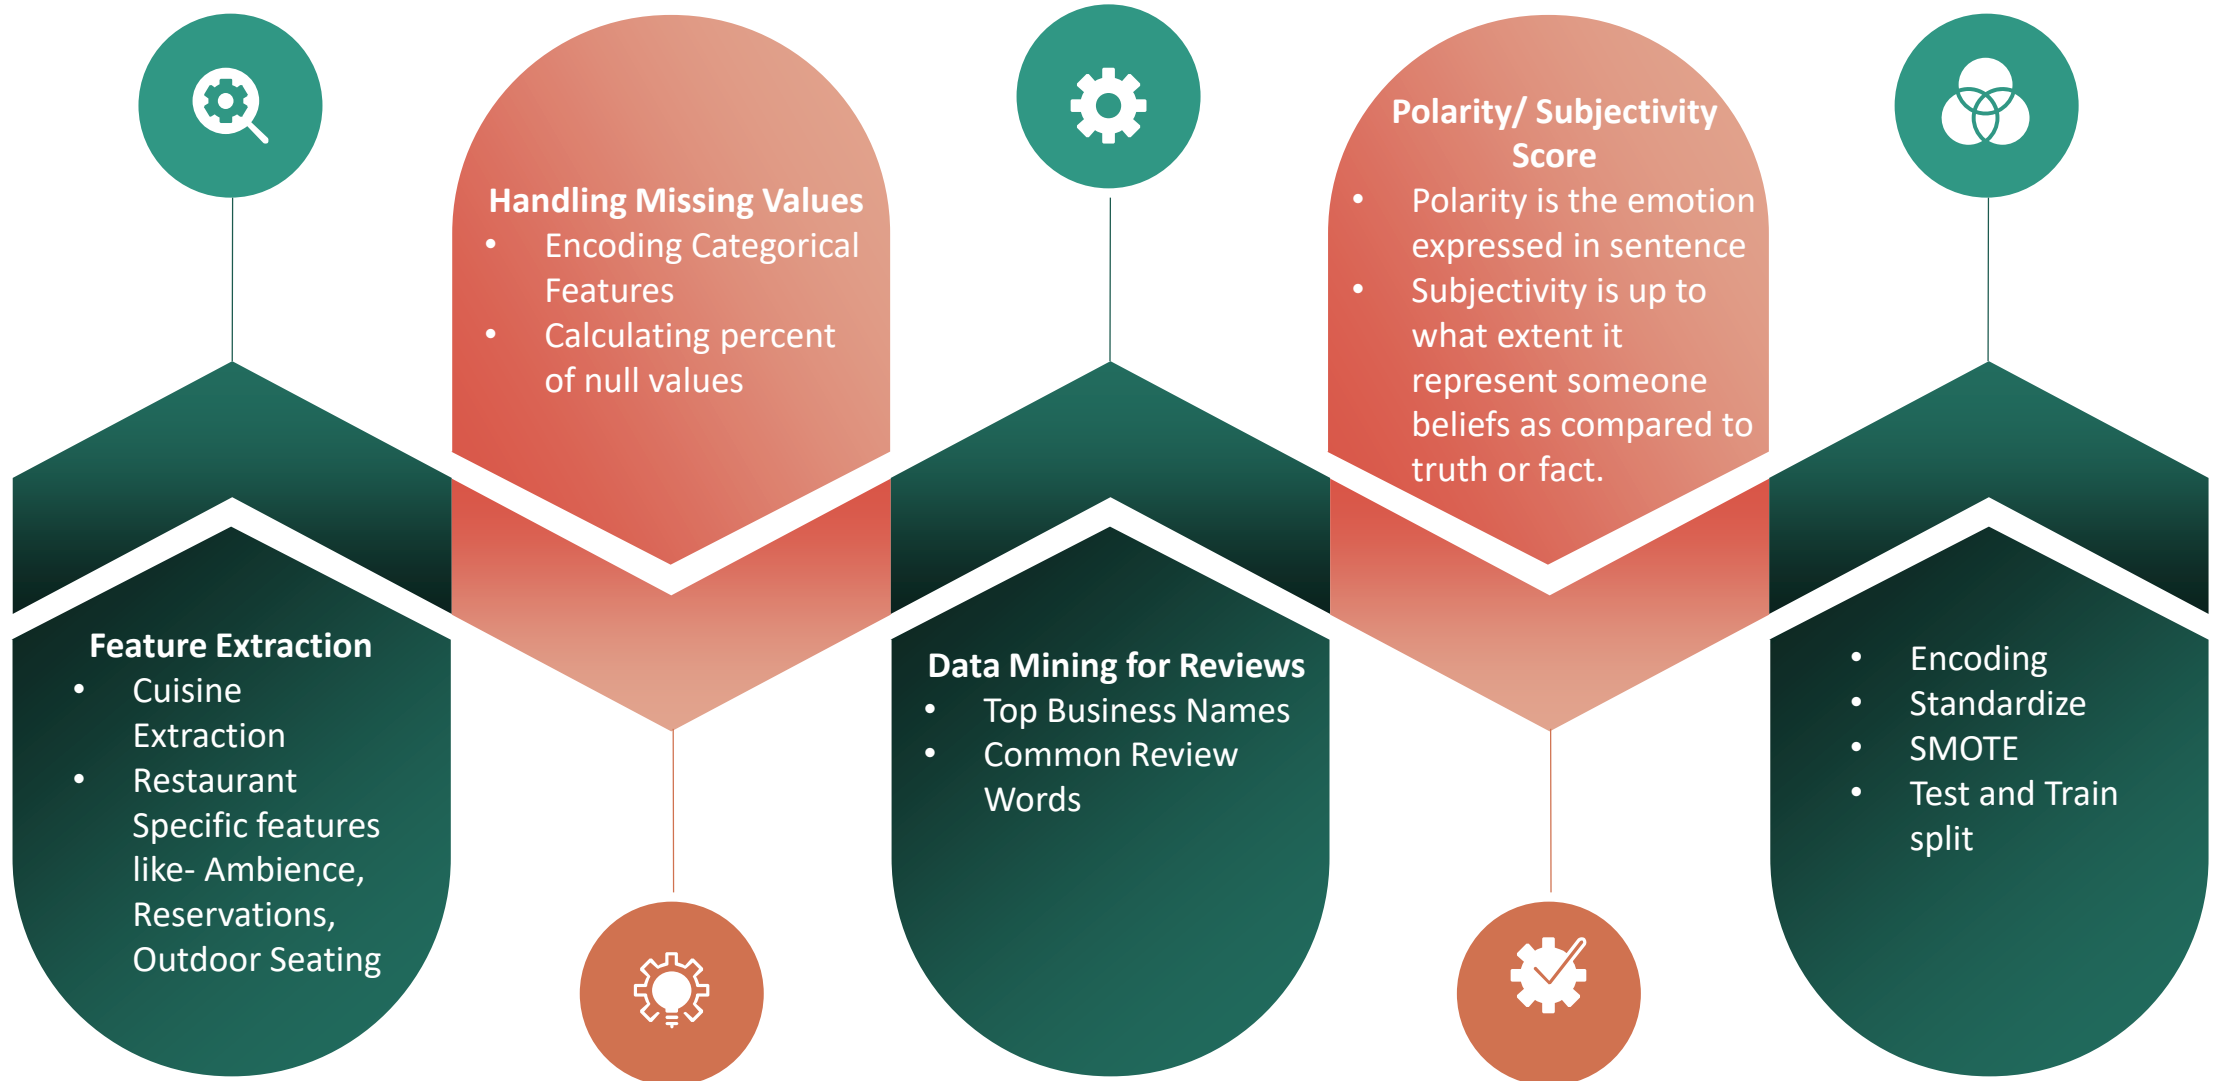 Feature Extraction
• Cuisine
Extraction
• Restaurant
Specific features
like- Ambience,
Reservations,
Outdoor Seating
Handling Missing Values
• Encoding Categorical
Features
• Calculating percent
of null values
Data Mining for Reviews
• Top Business Names
• Common Review
Words
Polarity/ Subjectivity
Score
• Polarity is the emotion
expressed in sentence
• Subjectivity is up to
what extent it
represent someone
beliefs as compared to
truth or fact.
• Encoding
• Standardize
• SMOTE
• Test and Train
split